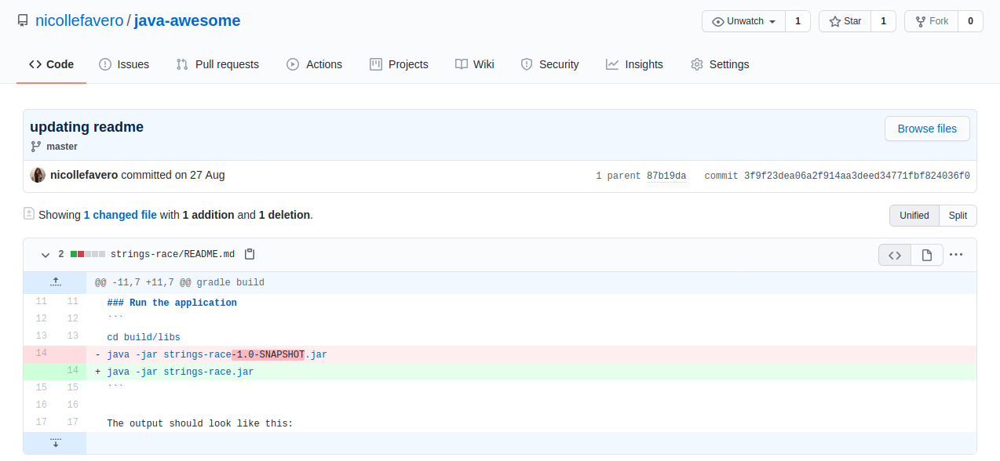 nicollefavero / java-awesome
Unwatch 1 Star 1 Fork 0
Code Issues Pull requests Actions Projects Wiki Security Insights Settings
updating readme
Browse files
master
nicollefavero committed on 27 Aug
1 parent 87b19da commit 3f9f23dea06a2f914aa3deed34771fbf824036f0
Showing 1 changed file with 1 addition and 1 deletion.
Unified Split
2 strings-race/README.md
@@ -11,7 +11,7 @@ gradle build
11 11 ### Run the application
12 12 ```
13 13 cd build/libs
14 - java -jar strings-race-1.0-SNAPSHOT.jar
14 + java -jar strings-race.jar
15 15 ```
16 16
17 17 The output should look like this: